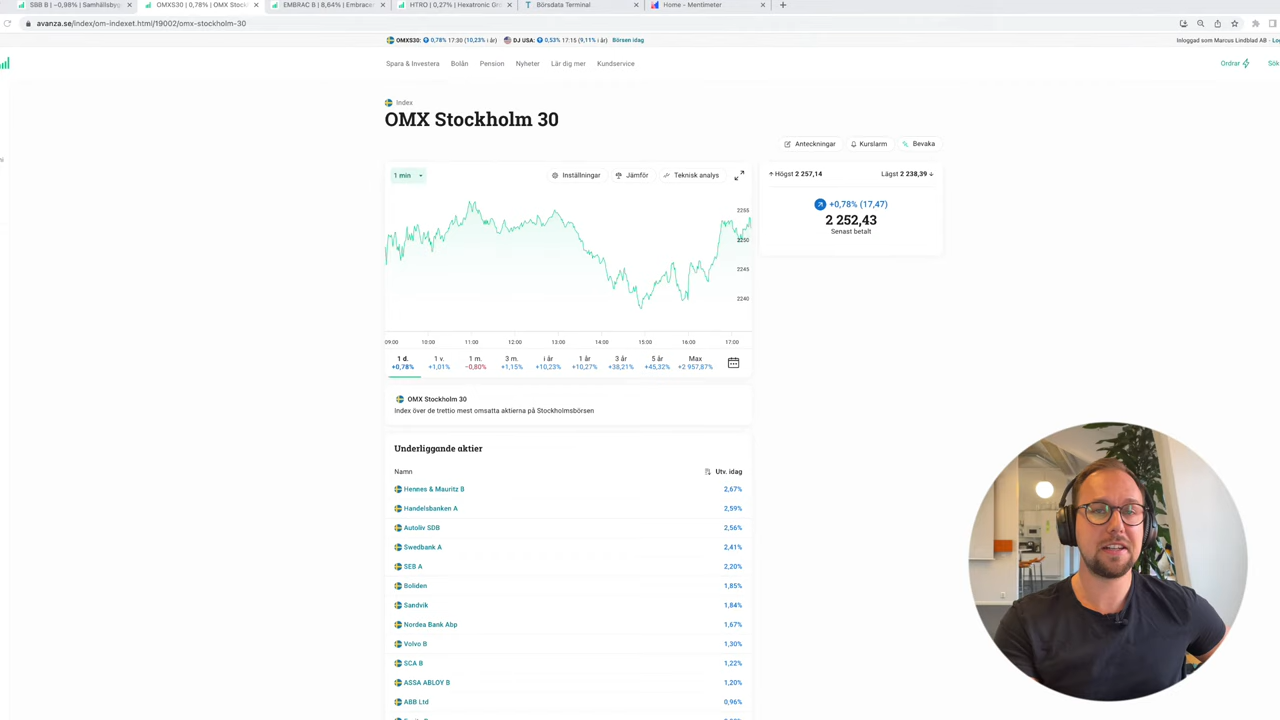 SBB B | −0,98% | Samhällsbyg
OMXS30 | 0,78% | OMX Stock
EMBRAC B | 8,64% | Embracer
HTRO | 0,27% | Hexatronic Gro
Börsdata Terminal
Home - Mentimeter
avanza.se/index/om-indexet.html/19002/omx-stockholm-30
OMXS30: 0,78% 17:30 (10,23% i år) DJ USA: 0,53% 17:15 (9,11% i år) Börsen idag
Inloggad som Marcus Lindblad AB
Spara & Investera Bolån Pension Nyheter Lär dig mer Kundservice
Ordrar Sök
Index
OMX Stockholm 30
Anteckningar Kurslarm Bevaka
1 min Inställningar Jämför Teknisk analys
Högst 2 257,14 Lägst 2 238,39
+0,78% (17,47)
2 252,43
Senast betalt
2255
2250
2245
2240
09:00 10:00 11:00 12:00 13:00 14:00 15:00 16:00 17:00
1 d. 1 v. 1 m. 3 m. i år 1 år 3 år 5 år Max
+0,78% +1,01% −0,80% +1,15% +10,23% +10,27% +38,21% +45,32% +2 957,87%
OMX Stockholm 30
Index över de trettio mest omsatta aktierna på Stockholmsbörsen
Underliggande aktier
Namn Utv. idag
Hennes & Mauritz B 2,67%
Handelsbanken A 2,59%
Autoliv SDB 2,56%
Swedbank A 2,41%
SEB A 2,20%
Boliden 1,85%
Sandvik 1,84%
Nordea Bank Abp 1,67%
Volvo B 1,30%
SCA B 1,22%
ASSA ABLOY B 1,20%
ABB Ltd 0,96%